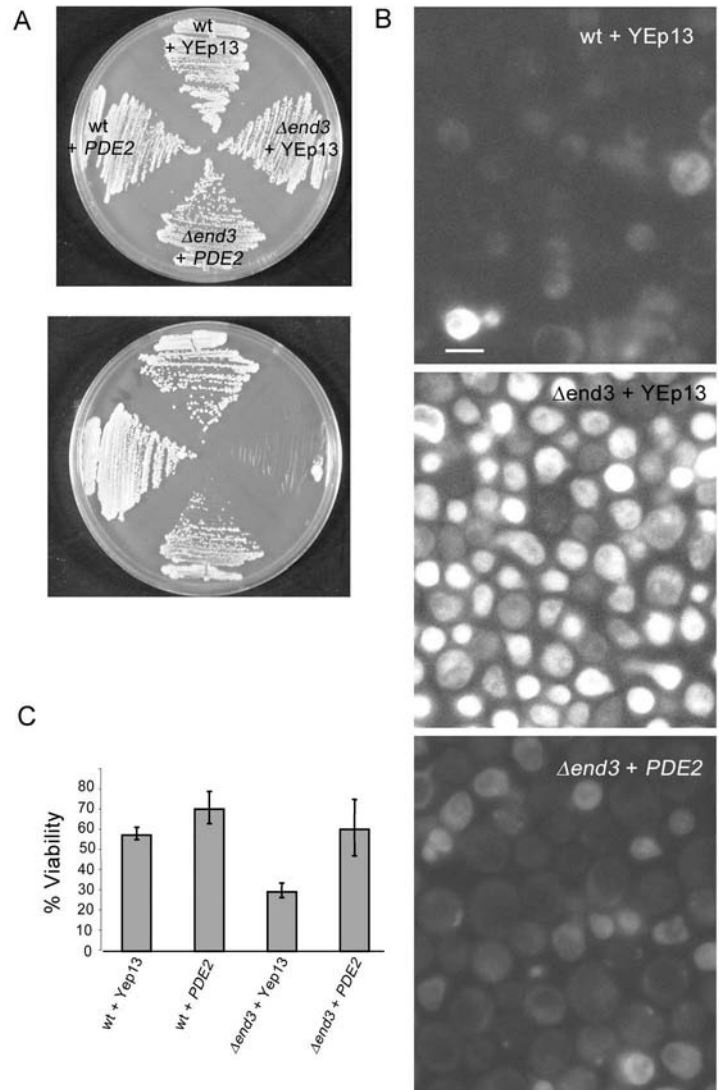 A
wt
+ YEp13
wt
+ PDE2
Δend3
+ YEp13
Δend3
+ PDE2
B
wt + YEp13
Δend3 + YEp13
Δend3 + PDE2
C
% Viability
80
70
60
50
40
30
20
10
0
wt + Yep13
wt + PDE2
Δend3 + YEp13
Δend3 + PDE2